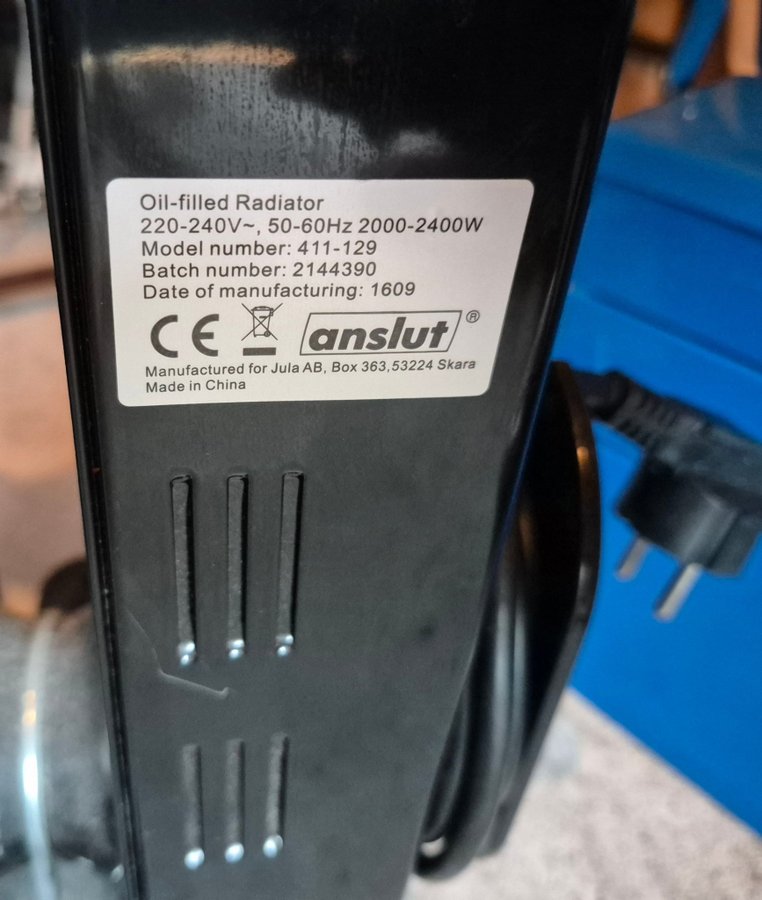 Oil-filled Radiator
220-240V~, 50-60Hz 2000-2400W
Model number: 411-129
Batch number: 2144390
Date of manufacturing: 1609
CE anslut®
Manufactured for Jula AB, Box 363,53224 Skara
Made in China